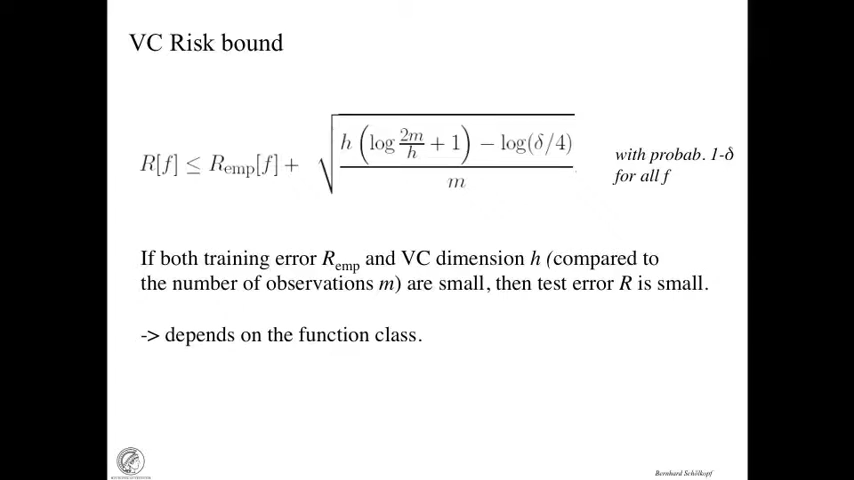 VC Risk bound
R[f] ≤ R_emp[f] + √((h(log 2m/h + 1) − log(δ/4))/m)
with probab. 1-δ
for all f
If both training error R_emp and VC dimension h (compared to
the number of observations m) are small, then test error R is small.
-> depends on the function class.
Bernhard Schölkopf